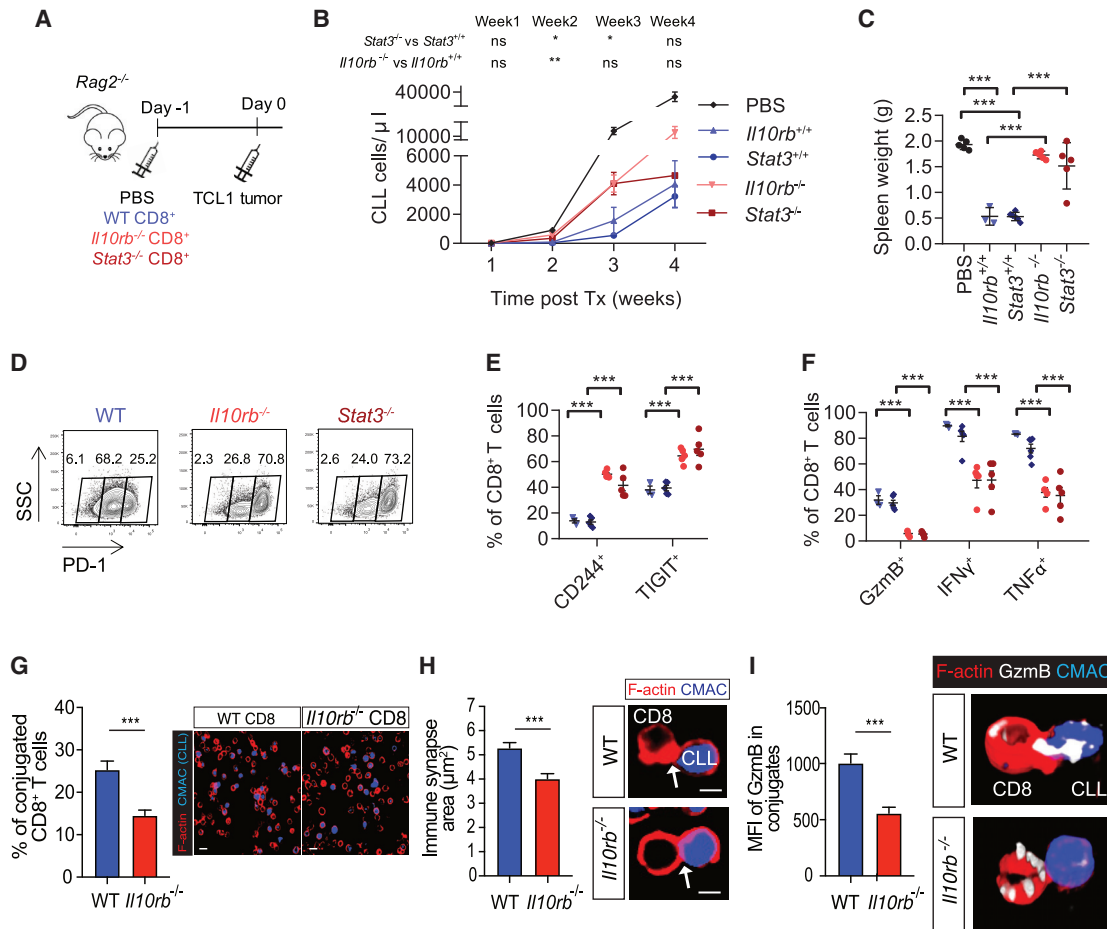 A
Rag2-/-
Day -1
Day 0
PBS
TCL1 tumor
WT CD8+
Il10rb-/- CD8+
Stat3-/- CD8+
B
Week1 Week2 Week3 Week4
Stat3-/- vs Stat3+/+ ns * * ns
Il10rb-/- vs Il10rb+/+ ns ** ns ns
CLL cells/ µl
40000
10000
6000
4000
2000
0
1 2 3 4
Time post Tx (weeks)
PBS
Il10rb+/+
Stat3+/+
Il10rb-/-
Stat3-/-
C
***
***
***
***
Spleen weight (g)
2.5
2.0
1.5
1.0
0.5
0.0
PBS
Il10rb+/+
Stat3+/+
Il10rb-/-
Stat3-/-
D
WT Il10rb-/- Stat3-/-
6.1 68.2 25.2
2.3 26.8 70.8
2.6 24.0 73.2
SSC
PD-1
E
% of CD8+ T cells
100
80
60
40
20
0
*** ***
*** ***
CD244+
TIGIT+
F
% of CD8+ T cells
100
80
60
40
20
0
*** ***
*** ***
*** ***
GzmB+
IFNγ+
TNFα+
G
% of conjugated
CD8+ T cells
40
30
20
10
0
***
WT Il10rb-/-
F-actin CMAC (CLL)
WT CD8
Il10rb-/- CD8
H
Immune synapse
area (µm2)
7
6
5
4
3
2
1
0
***
WT Il10rb-/-
F-actin CMAC
WT
CD8
CLL
Il10rb-/-
I
MFI of GzmB in
conjugates
1500
1000
500
0
***
WT Il10rb-/-
F-actin GzmB CMAC
WT
CD8 CLL
Il10rb-/-